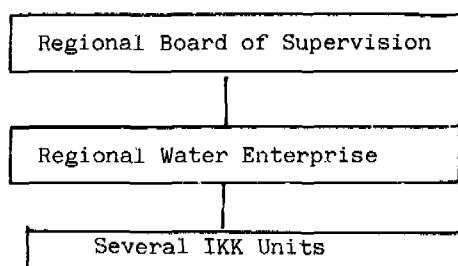 Regional Board of Supervision
Regional Water Enterprise
Several IKK Units